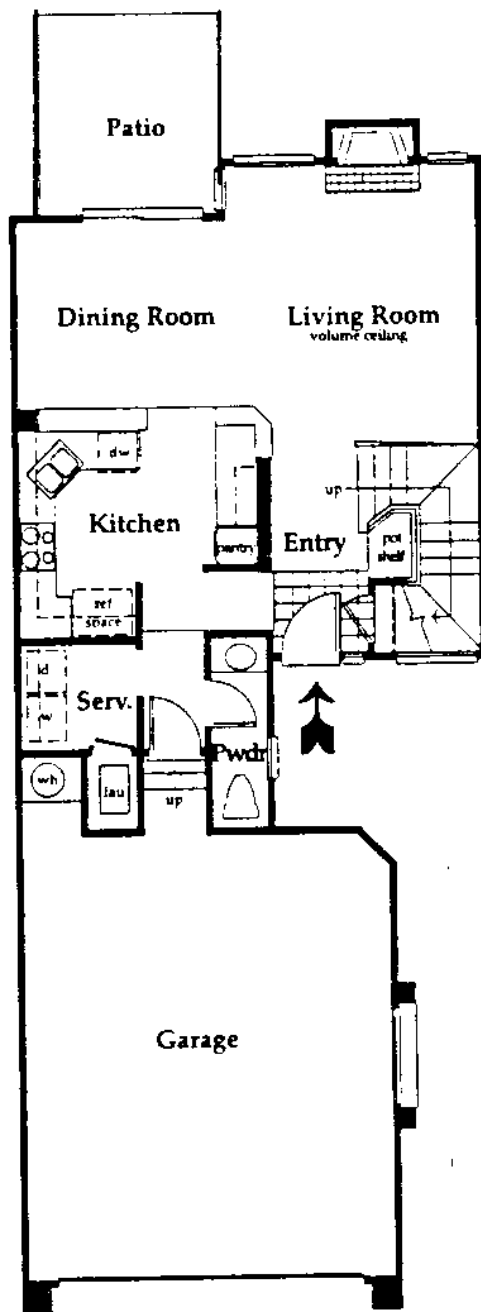 Patio
Dining Room
Living Room
volume ceiling
dw
up
Kitchen
Entry
pot
shelf
pantry
ref
space
Serv.
Pwdr
wh
fau
up
Garage